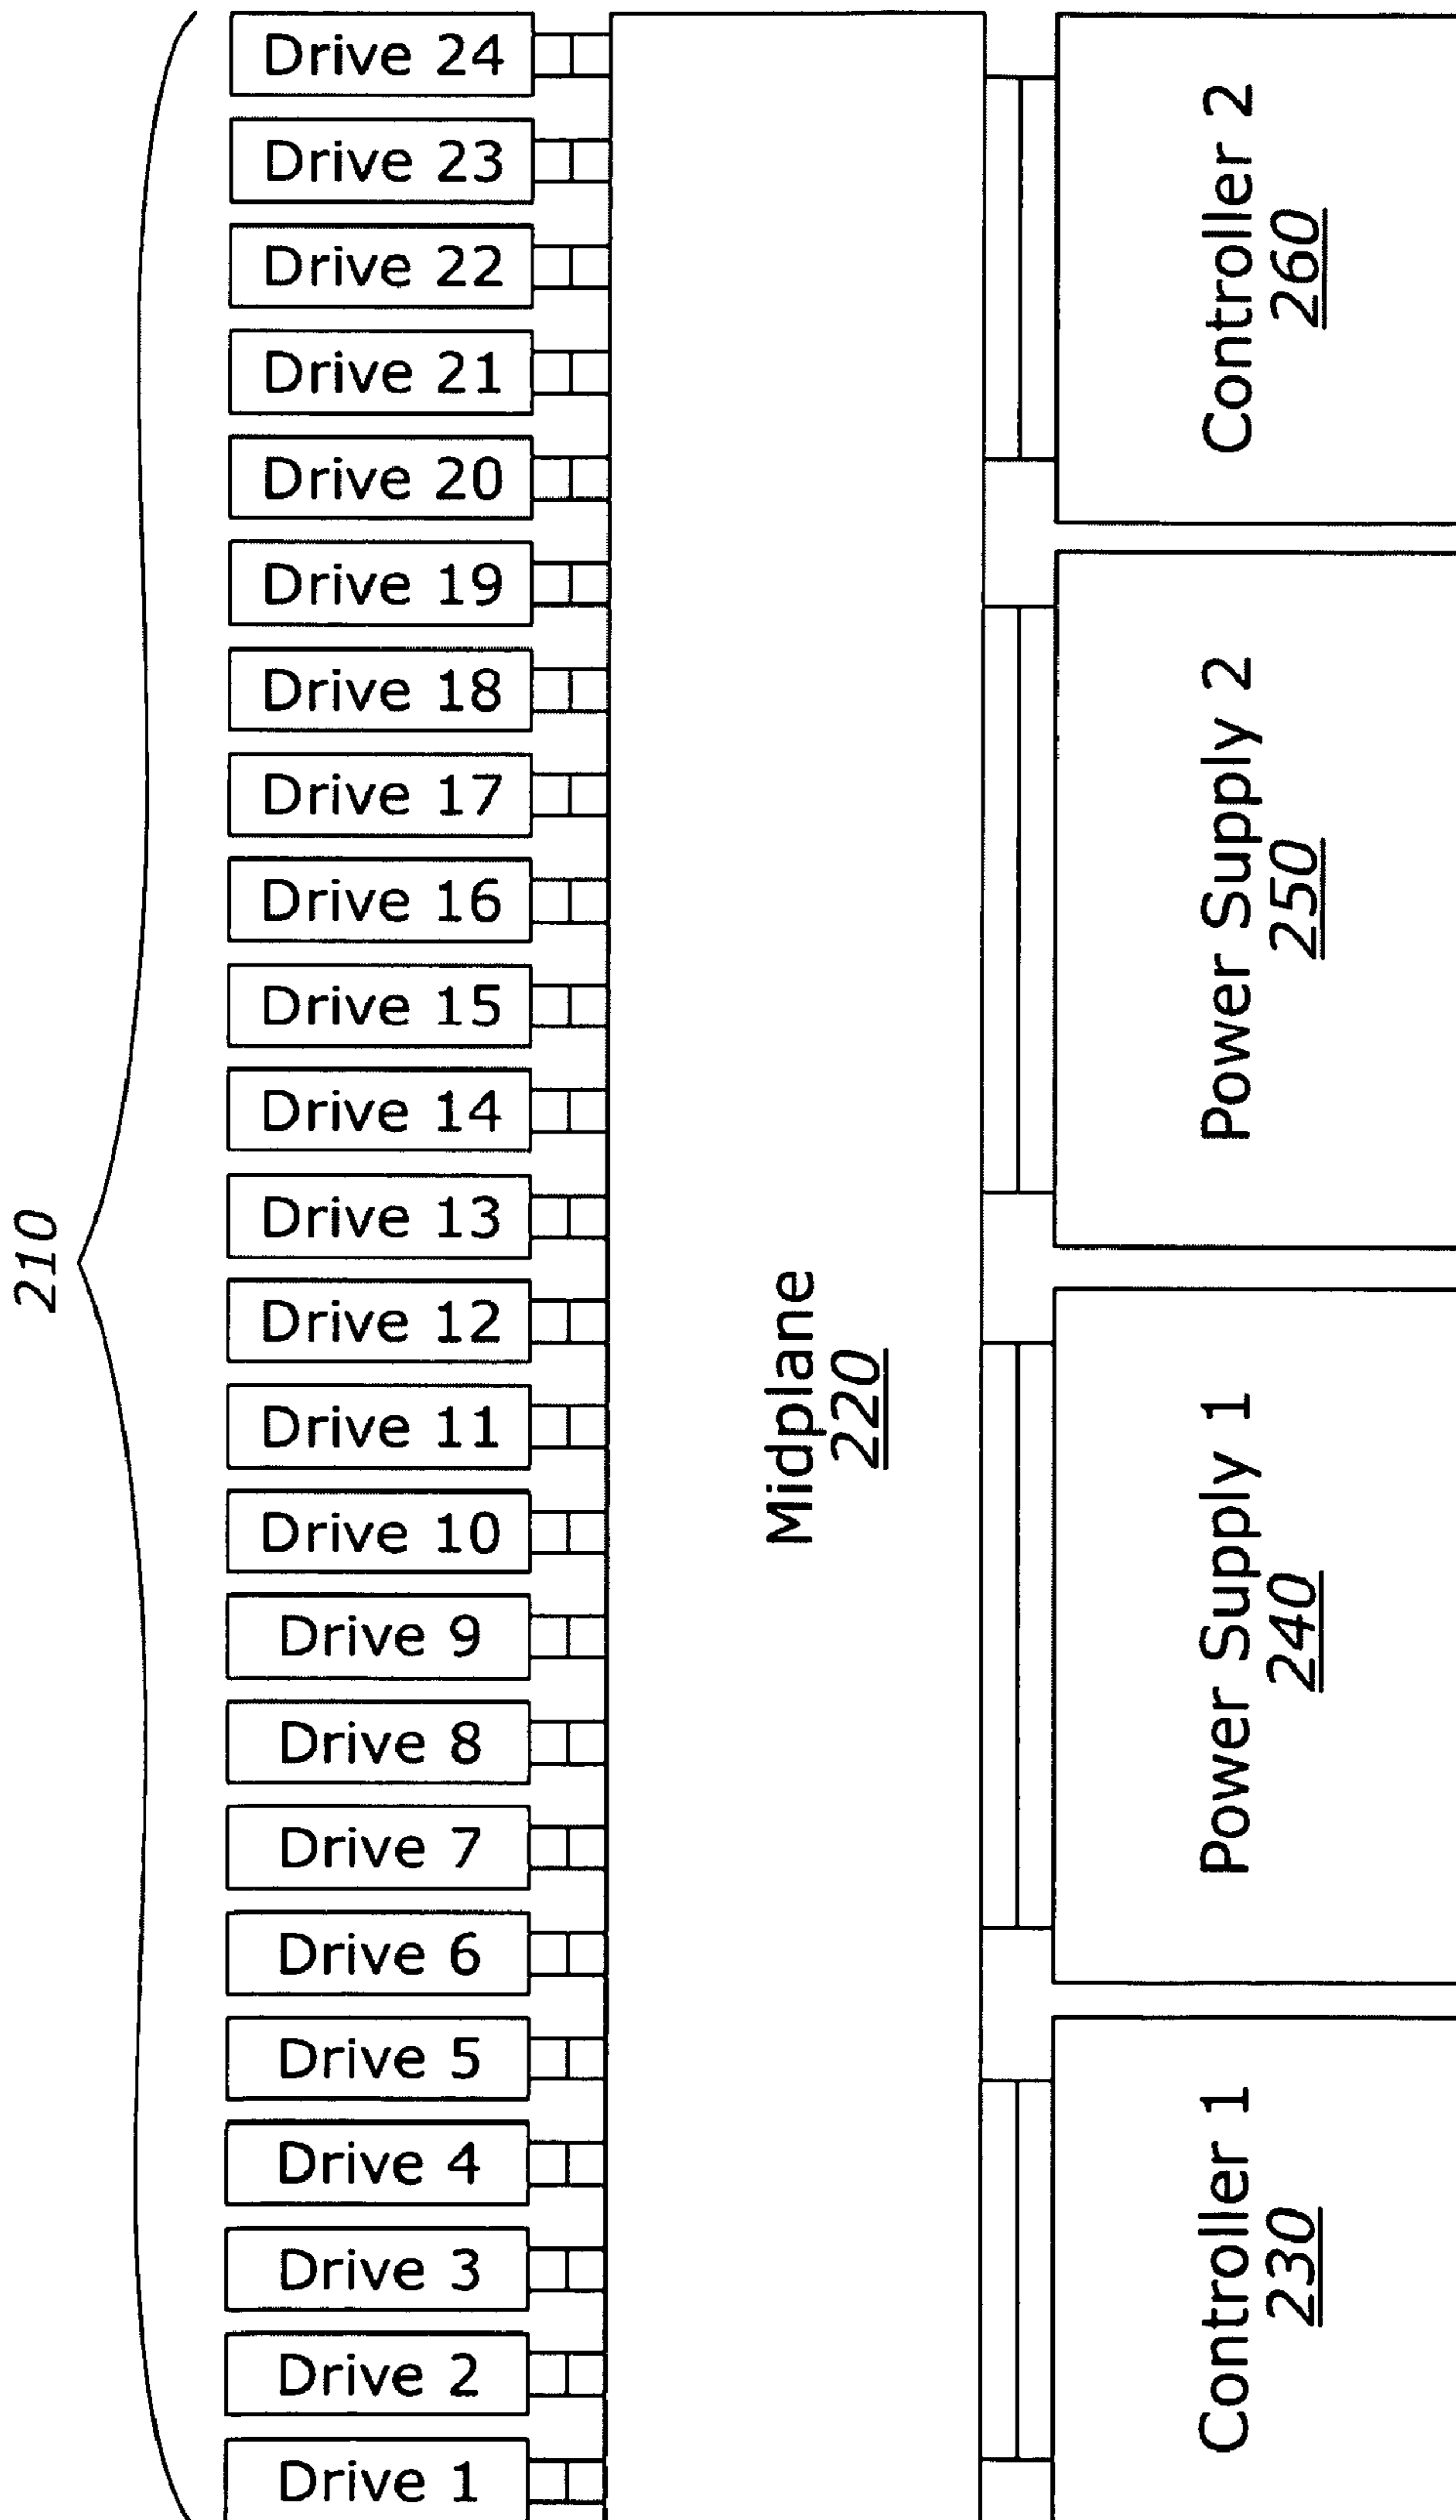 210
Drive 24
Drive 23
Drive 22
Drive 21
Drive 20
Drive 19
Drive 18
Drive 17
Drive 16
Drive 15
Drive 14
Drive 13
Drive 12
Drive 11
Drive 10
Drive 9
Drive 8
Drive 7
Drive 6
Drive 5
Drive 4
Drive 3
Drive 2
Drive 1
Midplane
220
Controller 2
260
Power Supply 2
250
Power Supply 1
240
Controller 1
230